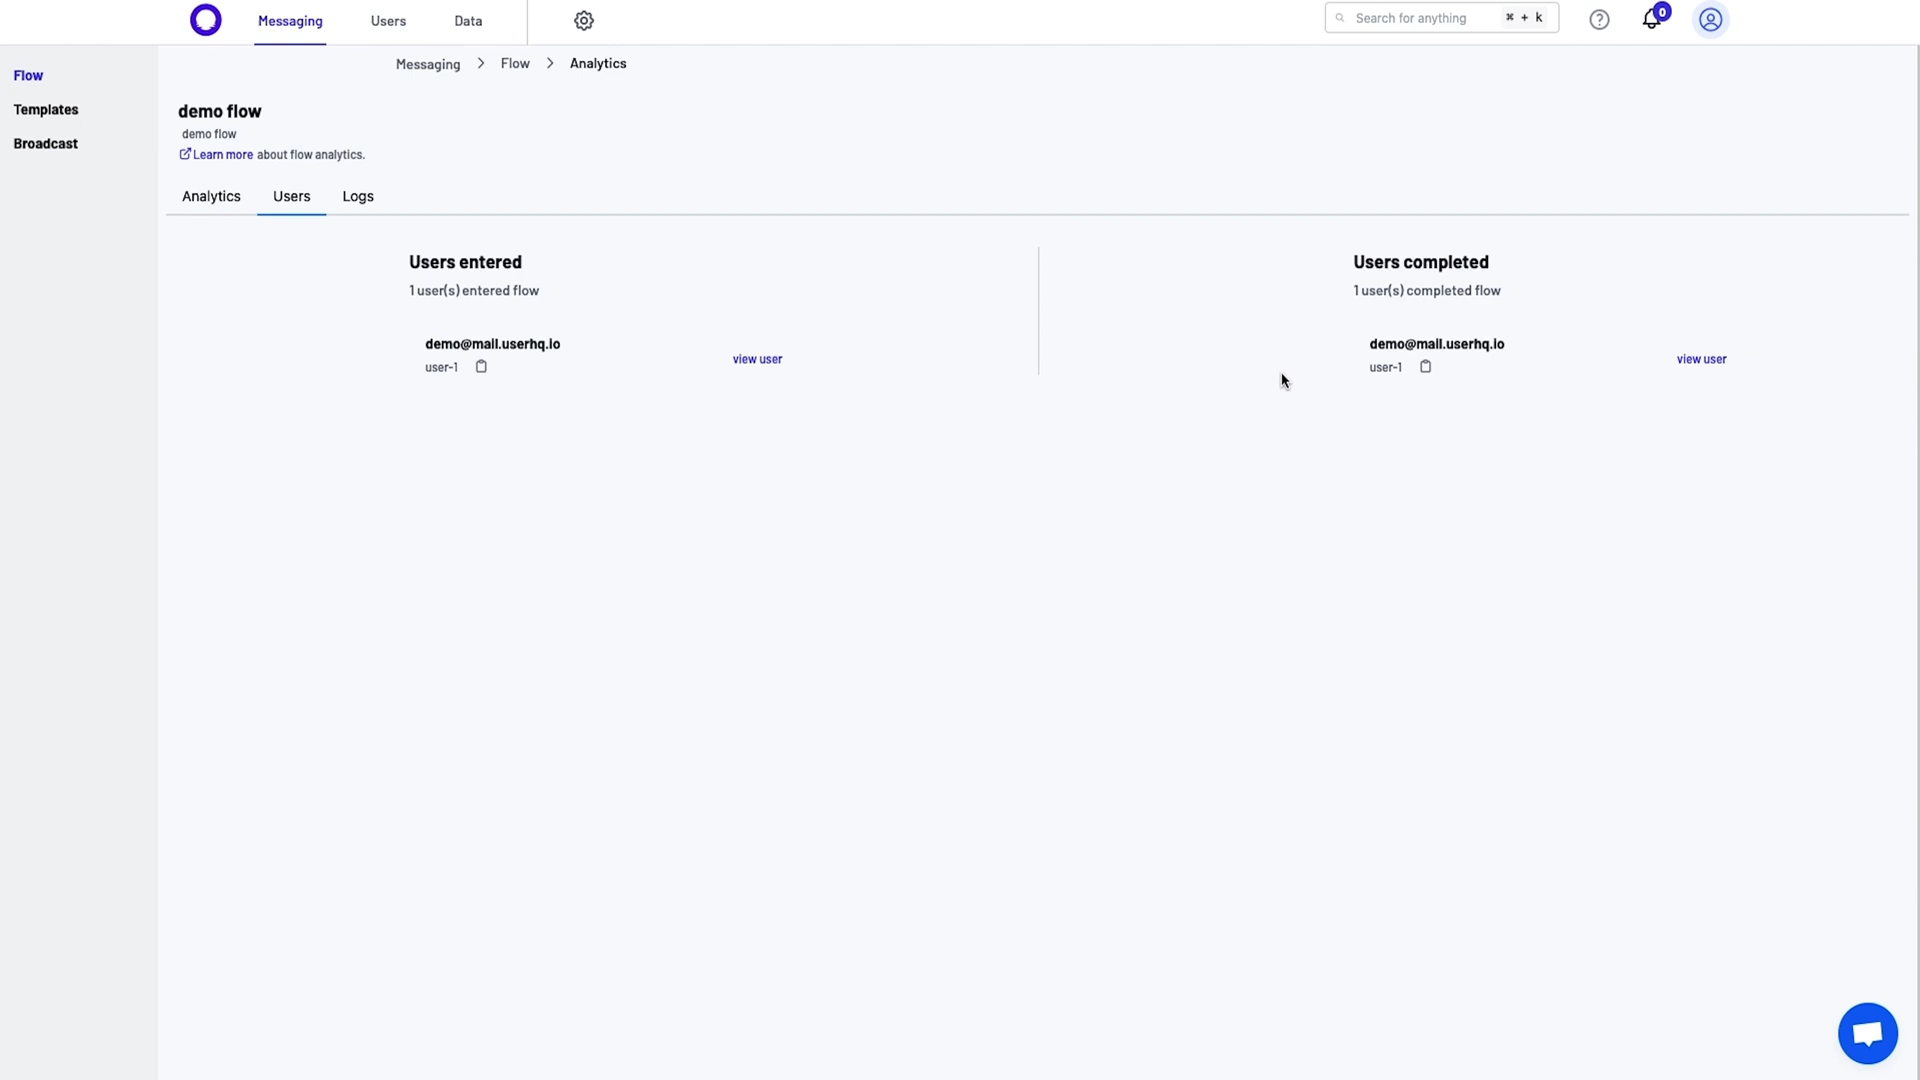 Messaging Users Data
Search for anything ⌘ + k
0
Flow
Templates
Broadcast
Messaging > Flow > Analytics
demo flow
demo flow
Learn more about flow analytics.
Analytics Users Logs
Users entered
1 user(s) entered flow
demo@mail.userhq.io
user-1
view user
Users completed
1 user(s) completed flow
demo@mail.userhq.io
user-1
view user